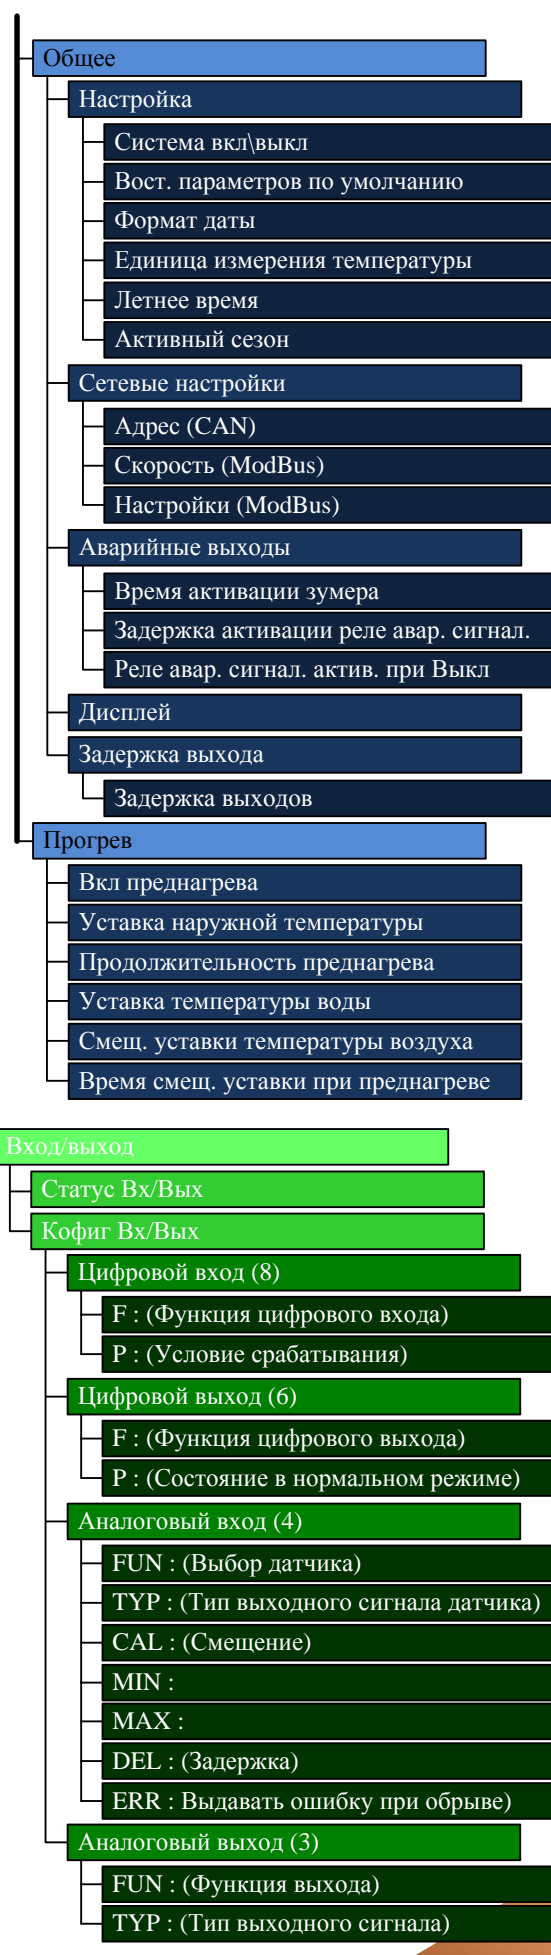 Общее
Настройка
Система вкл\выкл
Вост. параметров по умолчанию
Формат даты
Единица измерения температуры
Летнее время
Активный сезон
Сетевые настройки
Адрес (CAN)
Скорость (ModBus)
Настройки (ModBus)
Аварийные выходы
Время активации зумера
Задержка активации реле авар. сигнал.
Реле авар. сигнал. актив. при Выкл
Дисплей
Задержка выхода
Задержка выходов
Прогрев
Вкл преднагрева
Уставка наружной температуры
Продолжительность преднагрева
Уставка температуры воды
Смещ. уставки температуры воздуха
Время смещ. уставки при преднагреве
Вход/выход
Статус Вх/Вых
Кофиг Вх/Вых
Цифровой вход (8)
F : (Функция цифрового входа)
P : (Условие срабатывания)
Цифровой выход (6)
F : (Функция цифрового выхода)
P : (Состояние в нормальном режиме)
Аналоговый вход (4)
FUN : (Выбор датчика)
TYP : (Тип выходного сигнала датчика)
CAL : (Смещение)
MIN :
MAX :
DEL : (Задержка)
ERR : Выдавать ошибку при обрыве)
Аналоговый выход (3)
FUN : (Функция выхода)
TYP : (Тип выходного сигнала)